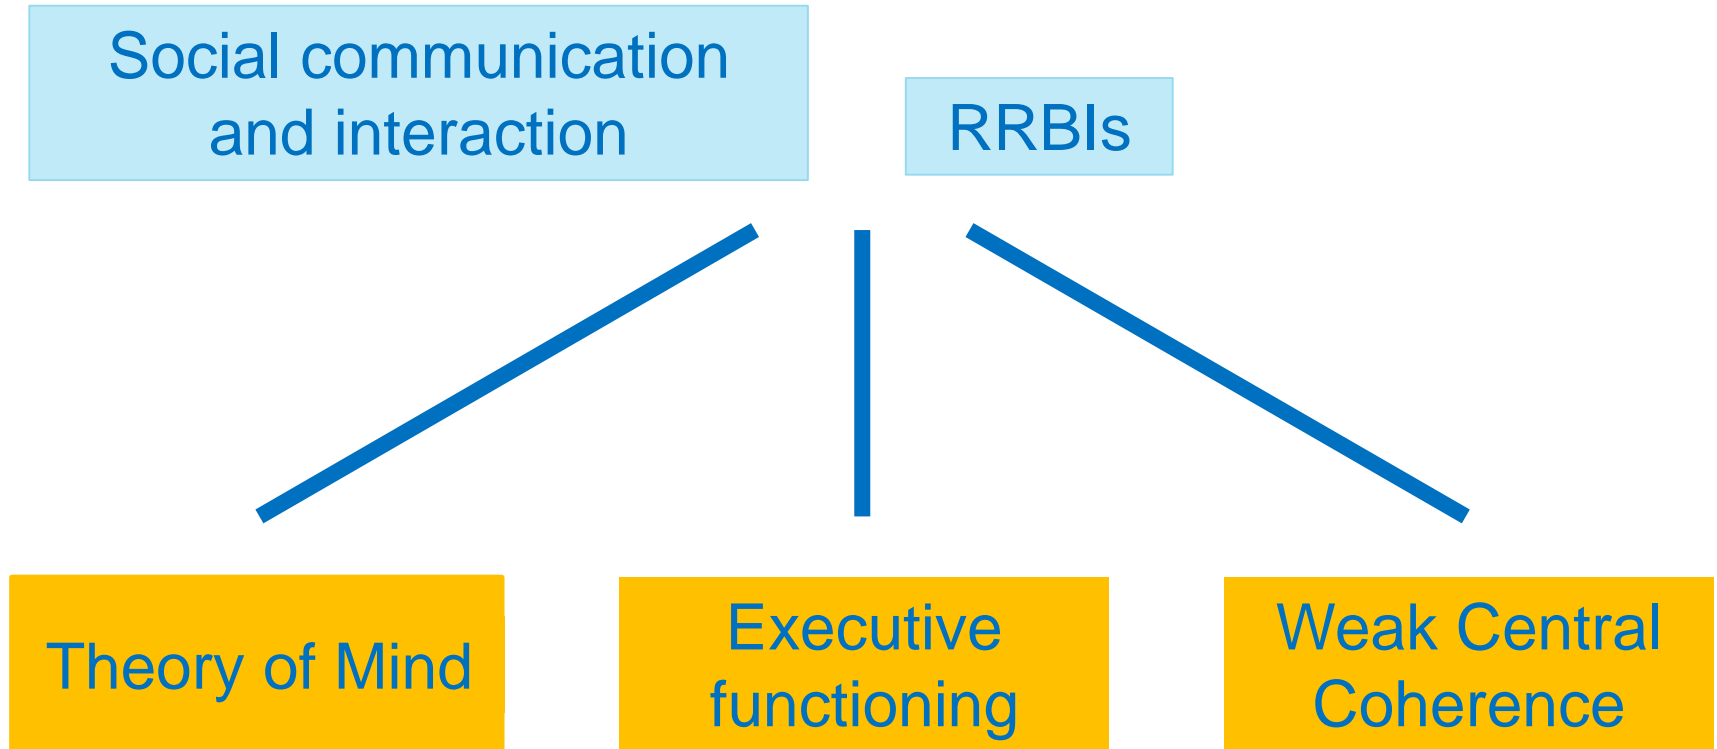 Social communication
and interaction
RRBIs
Theory of Mind
Executive
functioning
Weak Central
Coherence